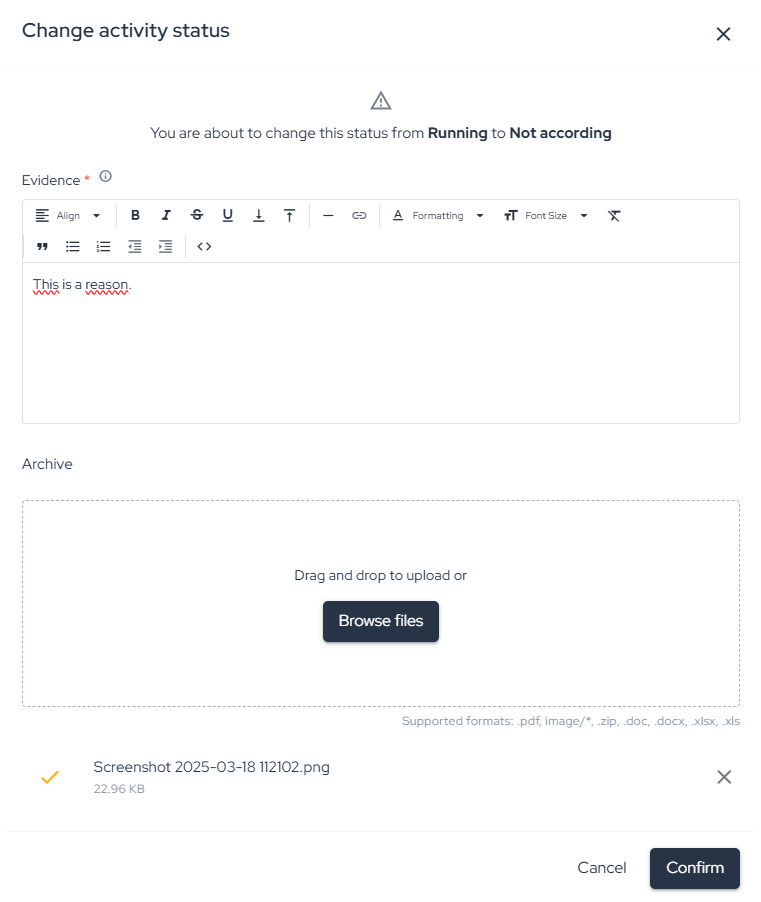 Change activity status
You are about to change this status from Running to Not according
Evidence *
Align
B I S U
Formatting
Font Size
This is a reason.
Archive
Drag and drop to upload or
Browse files
Supported formats: .pdf, image/*, .zip, .doc, .docx, .xlsx, .xls
Screenshot 2025-03-18 112102.png
22.96 KB
Cancel
Confirm